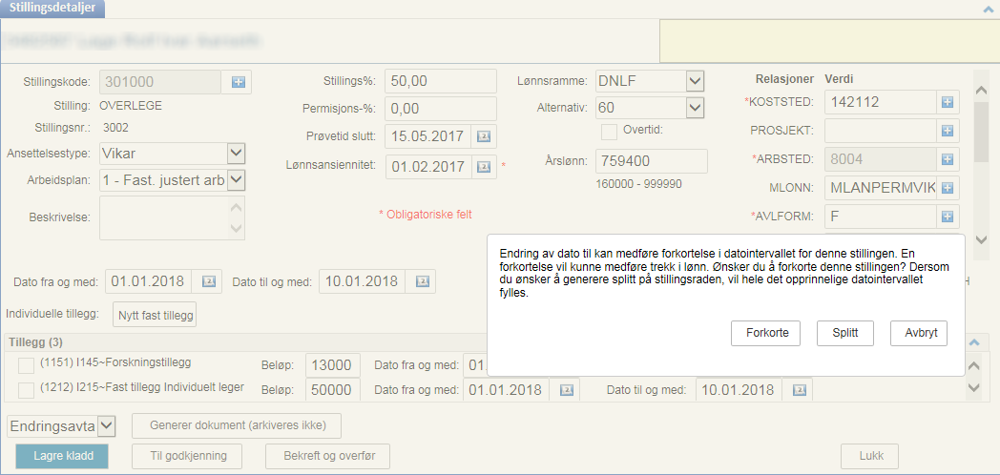 Stillingsdetaljer
Stillingskode: 301000
Stilling: OVERLEGE
Stillingsnr.: 3002
Ansettelsestype: Vikar
Arbeidsplan: 1 - Fast. justert arb
Beskrivelse:
Stillings%: 50,00
Permisjons-%: 0,00
Prøvetid slutt: 15.05.2017
Lønnsansiennitet: 01.02.2017 *
* Obligatoriske felt
Lønnsramme: DNLF
Alternativ: 60
Overtid:
Årslønn: 759400
160000 - 999990
Relasjoner Verdi
*KOSTSTED: 142112
PROSJEKT:
*ARBSTED: 8004
MLONN: MLANPERMVIK
*AVLFORM: F
Dato fra og med: 01.01.2018 Dato til og med: 10.01.2018
H
Individuelle tillegg: Nytt fast tillegg
Endring av dato til kan medføre forkortelse i datointervallet for denne stillingen. En
forkortelse vil kunne medføre trekk i lønn. Ønsker du å forkorte denne stillingen? Dersom
du ønsker å generere splitt på stillingsraden, vil hele det opprinnelige datointervallet
fylles.
Forkorte Splitt Avbryt
Tillegg (3)
(1151) I145~Forskningstillegg Beløp: 13000 Dato fra og med: 01
(1212) I215~Fast tillegg Individuelt leger Beløp: 50000 Dato fra og med: 01.01.2018 Dato til og med: 10.01.2018
Endringsavta Generer dokument (arkiveres ikke)
Lagre kladd Til godkjenning Bekreft og overfør Lukk